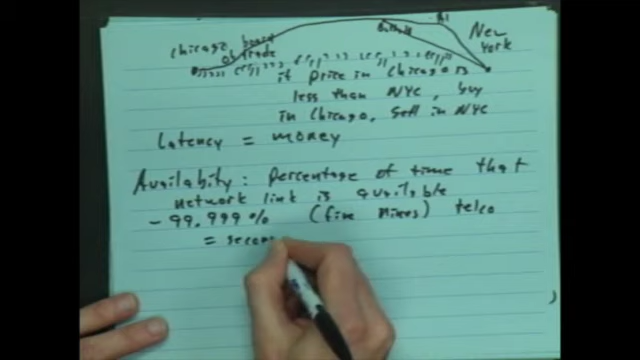 New York
Chicago board of trade
if price in Chicago is
less than NYC, buy
in Chicago, sell in NYC
Latency = money
Availability: Percentage of time that
network link is available
- 99.999% (five nines) telco
= secon